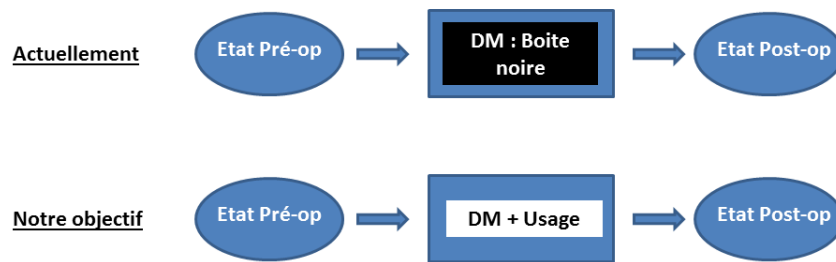 Actuellement
Etat Pré-op
DM : Boite
noire
Etat Post-op
Notre objectif
Etat Pré-op
DM + Usage
Etat Post-op